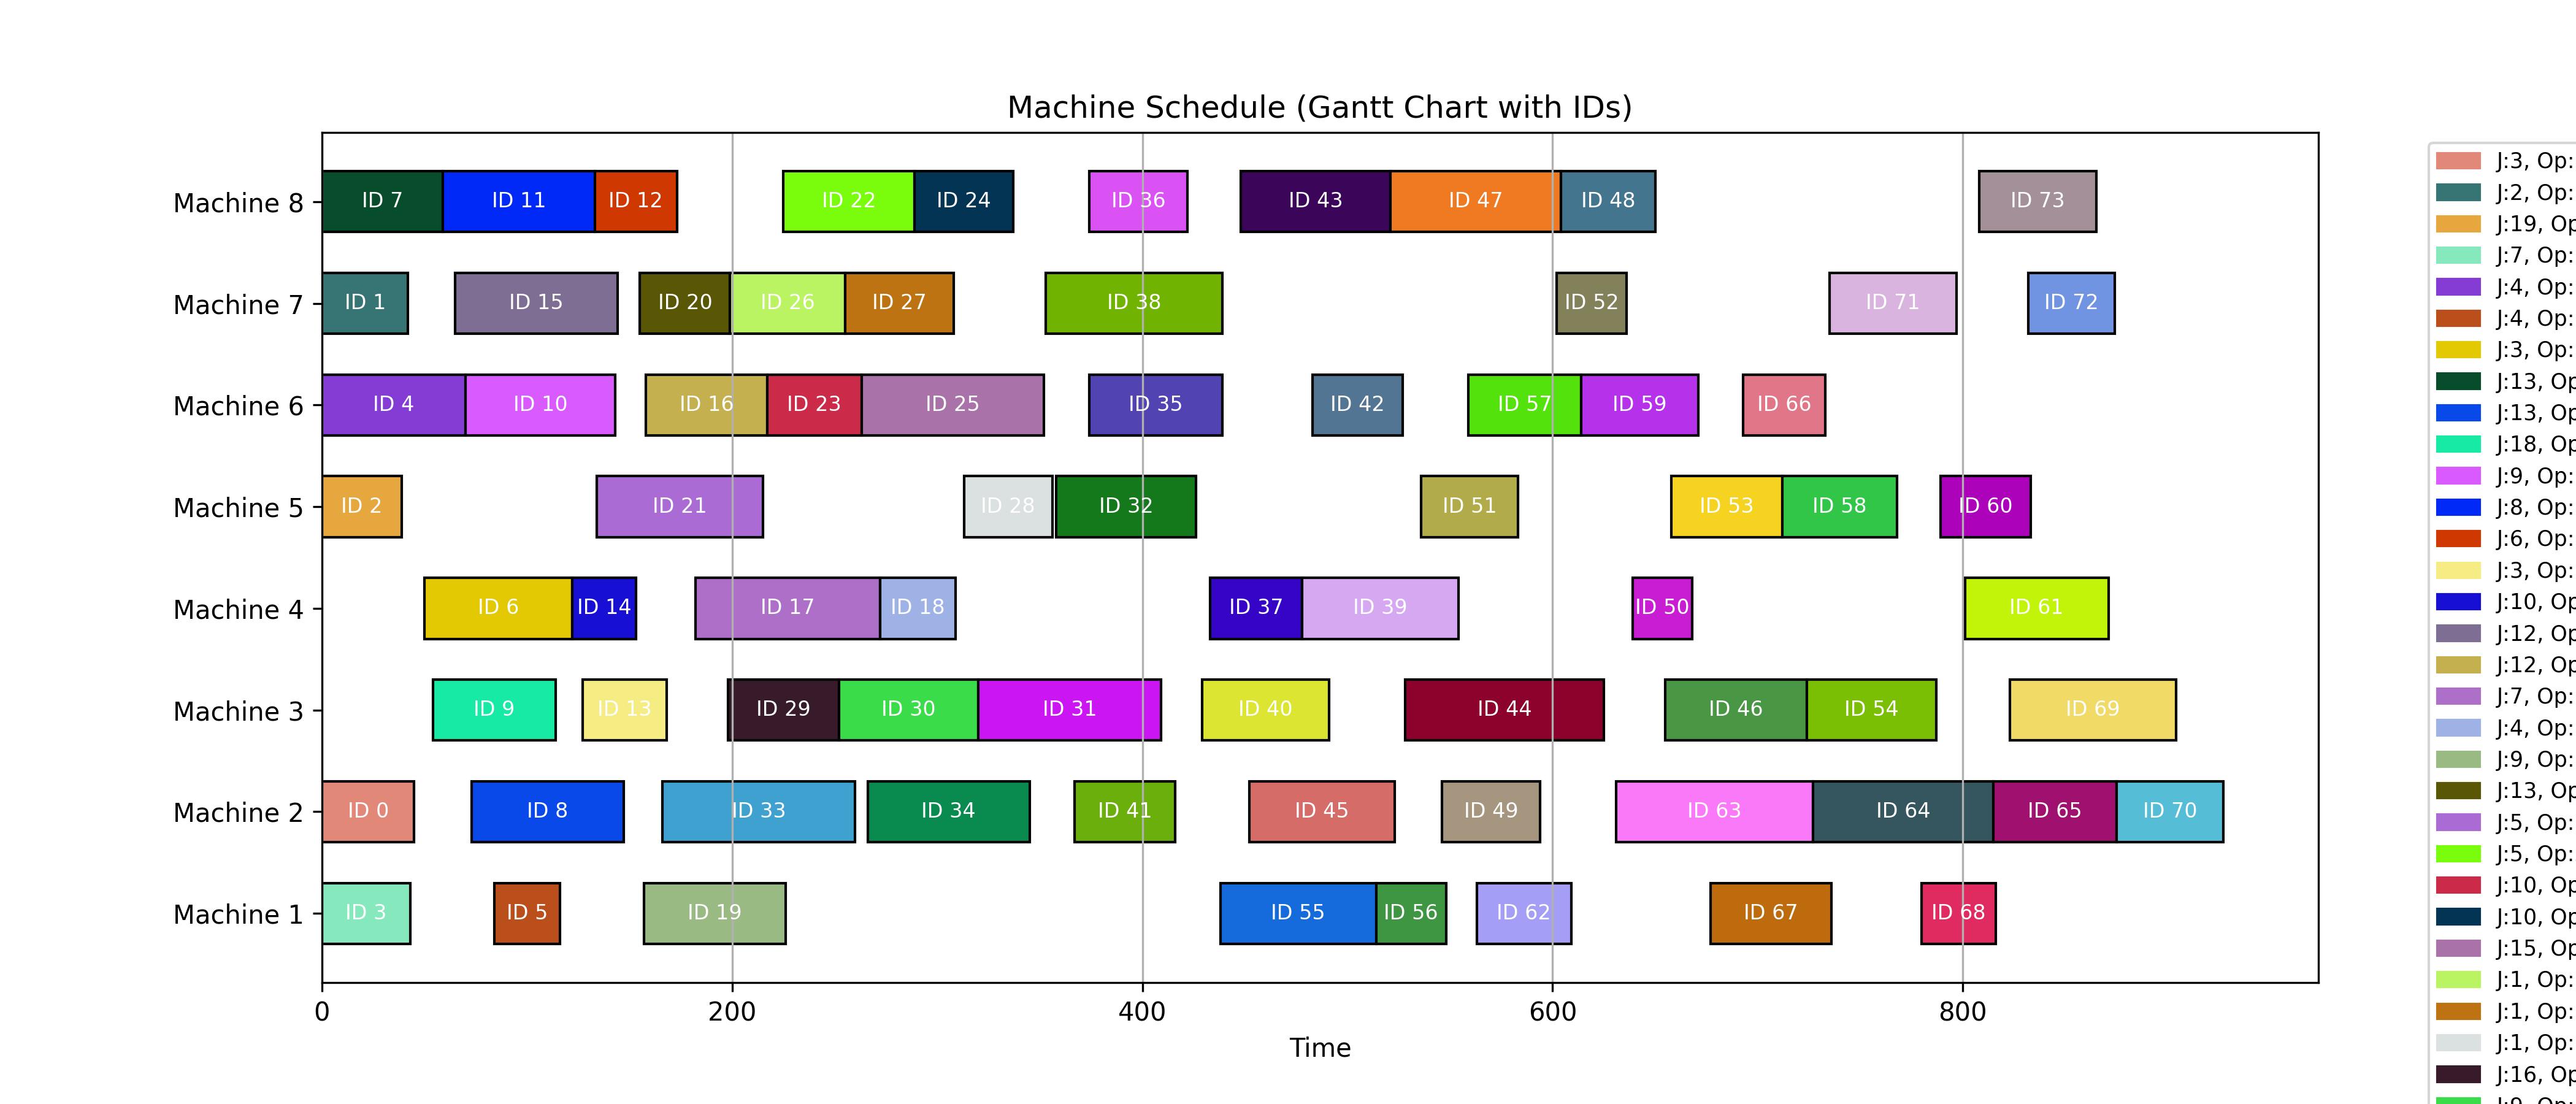 Machine Schedule (Gantt Chart with IDs)
Machine 8 ID 7 ID 11 ID 12 ID 22 ID 24 ID 36 ID 43 ID 47 ID 48 ID 73
Machine 7 ID 1 ID 15 ID 20 ID 26 ID 27 ID 38 ID 52 ID 71 ID 72
Machine 6 ID 4 ID 10 ID 16 ID 23 ID 25 ID 35 ID 42 ID 57 ID 59 ID 66
Machine 5 ID 2 ID 21 ID 28 ID 32 ID 51 ID 53 ID 58 ID 60
Machine 4 ID 6 ID 14 ID 17 ID 18 ID 37 ID 39 ID 50 ID 61
Machine 3 ID 9 ID 13 ID 29 ID 30 ID 31 ID 40 ID 44 ID 46 ID 54 ID 69
Machine 2 ID 0 ID 8 ID 33 ID 34 ID 41 ID 45 ID 49 ID 63 ID 64 ID 65 ID 70
Machine 1 ID 3 ID 5 ID 19 ID 55 ID 56 ID 62 ID 67 ID 68
0 200 400 600 800
Time
J:3, Op:
J:2, Op:
J:19, Op
J:7, Op:
J:4, Op:
J:4, Op:
J:3, Op:
J:13, Op
J:13, Op
J:18, Op
J:9, Op:
J:8, Op:
J:6, Op:
J:3, Op:
J:10, Op
J:12, Op
J:12, Op
J:7, Op:
J:4, Op:
J:9, Op:
J:13, Op
J:5, Op:
J:5, Op:
J:10, Op
J:10, Op
J:15, Op
J:1, Op:
J:1, Op:
J:1, Op:
J:16, Op
J:9, Op: